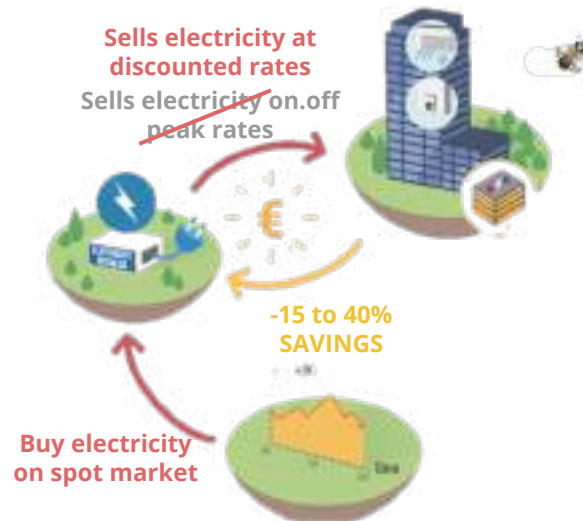 Sells electricity at
discounted rates
Sells electricity on.off
peak rates
€
-15 to 40%
SAVINGS
Buy electricity
on spot market